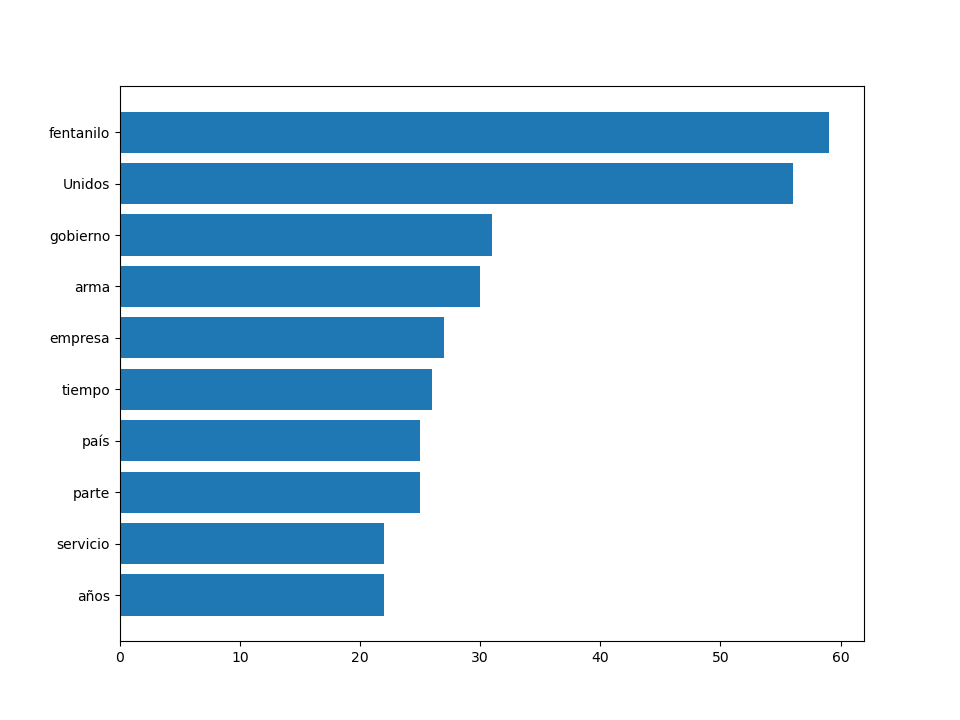 fentanilo
Unidos
gobierno
arma
empresa
tiempo
país
parte
servicio
años
0 10 20 30 40 50 60